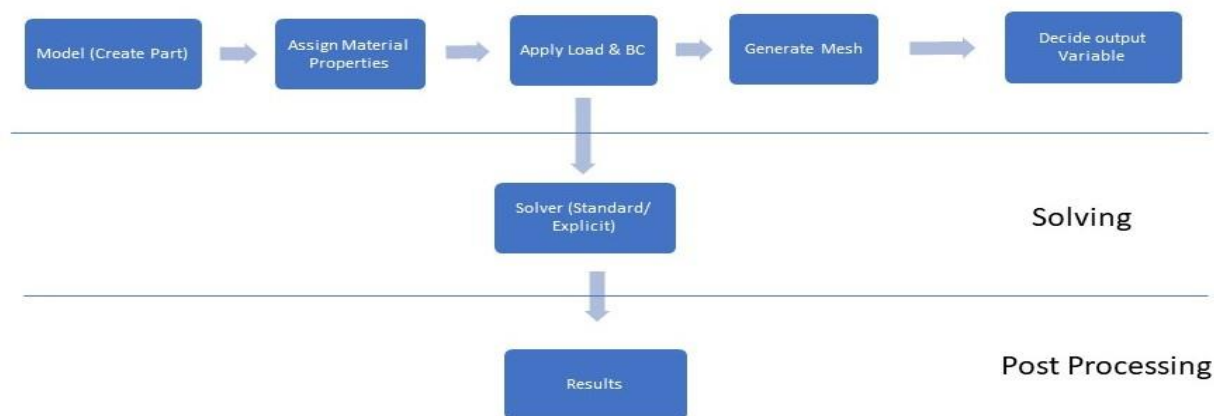 Model (Create Part)
Assign Material
Properties
Apply Load & BC
Generate Mesh
Decide output
Variable
Solver (Standard/
Explicit)
Solving
Results
Post Processing